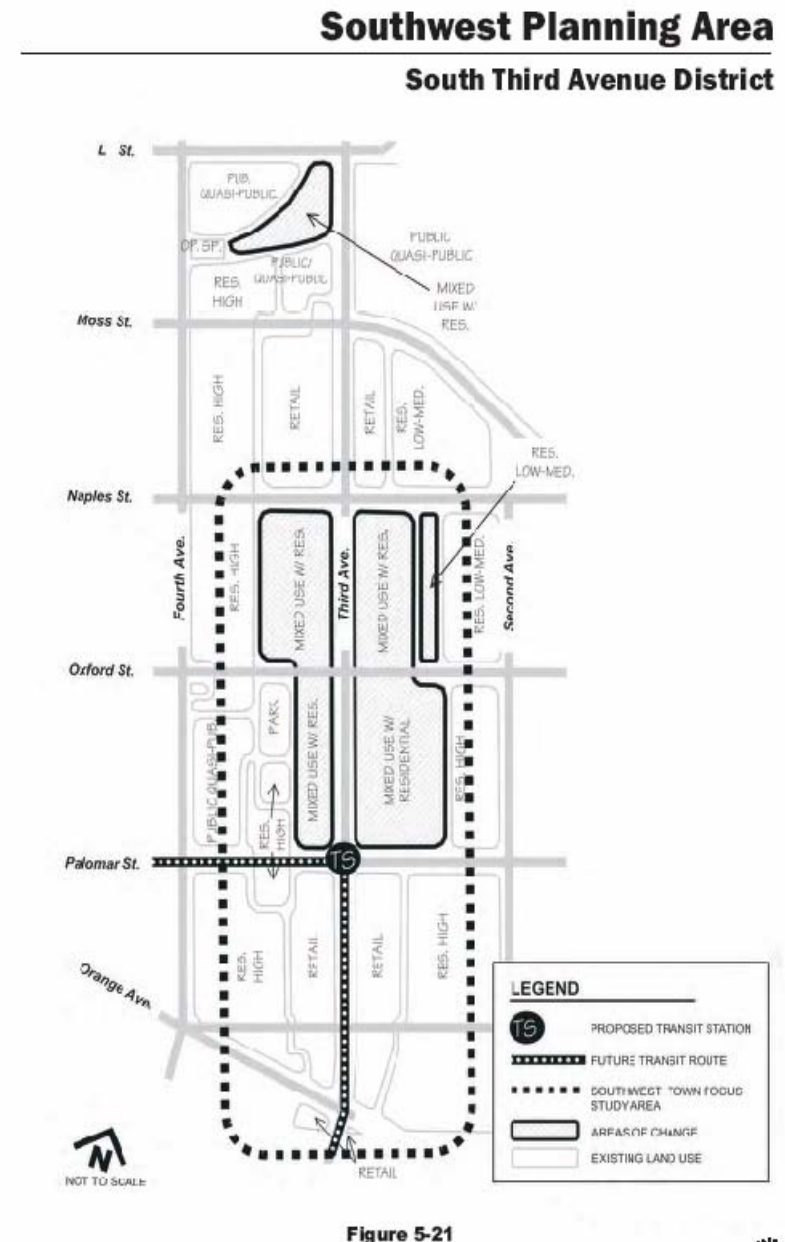 Southwest Planning Area
South Third Avenue District
L St.
PUB.
QUASI-PUBLIC
OP. SP.
PUBLIC/
QUASI-PUBLIC
RES.
HIGH
PUBLIC
QUASI-PUBLIC
MIXED
USE W/
RES.
Moss St.
RES. HIGH
RETAIL
RETAIL
RES.
LOW-MED.
RES.
LOW-MED.
Naples St.
Fourth Ave.
RES. HIGH
MIXED USE W/ RES.
Third Ave.
MIXED USE W/ RES.
RES. LOW-MED.
Second Ave.
Oxford St.
PUBLIC QUASI-PUB.
PARK
MIXED USE W/ RES.
MIXED USE W/
RESIDENTIAL
RES. HIGH
RES.
HIGH
Palomar St.
TS
RES.
HIGH
RETAIL
RETAIL
RES. HIGH
Orange Ave.
RETAIL
N
NOT TO SCALE
LEGEND
TS PROPOSED TRANSIT STATION
FUTURE TRANSIT ROUTE
SOUTHWEST TOWN FOCUS
STUDY AREA
AREAS OF CHANGE
EXISTING LAND USE
Figure 5-21